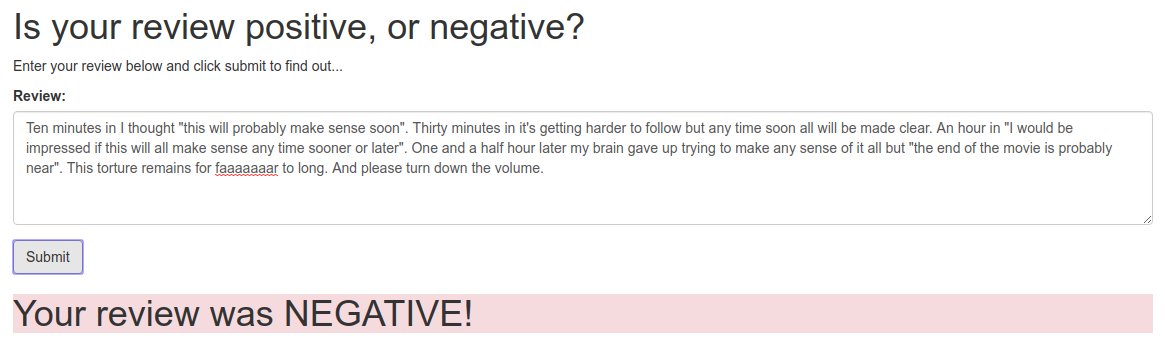 Is your review positive, or negative?
Enter your review below and click submit to find out...
Review:
Ten minutes in I thought "this will probably make sense soon". Thirty minutes in it's getting harder to follow but any time soon all will be made clear. An hour in "I would be
impressed if this will all make sense any time sooner or later". One and a half hour later my brain gave up trying to make any sense of it all but "the end of the movie is probably
near". This torture remains for faaaaaaar to long. And please turn down the volume.
Submit
Your review was NEGATIVE!